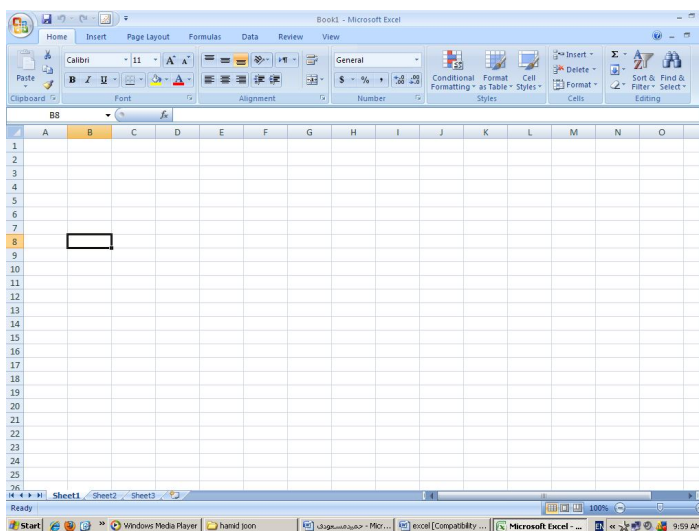 Book1 - Microsoft Excel
Home Insert Page Layout Formulas Data Review View
Paste
Calibri 11
B I U
A A A
General
$ % ,
Conditional Formatting
Format as Table
Cell Styles
Insert
Delete
Format
Σ
Sort & Filter
Find & Select
Clipboard Font Alignment Number Styles Cells Editing
B8 fx
A B C D E F G H I J K L M N O
1
2
3
4
5
6
7
8
9
10
11
12
13
14
15
16
17
18
19
20
21
22
23
24
25
26
Sheet1 Sheet2 Sheet3
Ready 100%
Start Windows Media Player hamid joon حمیدمسعودی - Micr... excel [Compatibility ... Microsoft Excel - ... EN 9:59